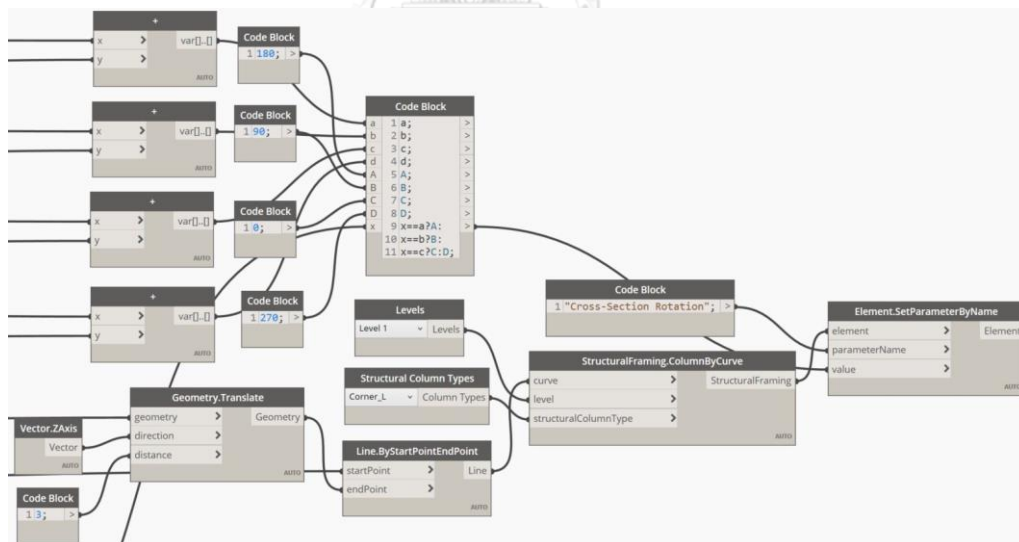 +
x > var[]..[]
y >
AUTO
Code Block
1 180; >
+
x > var[]..[]
y >
AUTO
Code Block
1 90; >
+
x > var[]..[]
y >
AUTO
Code Block
1 0; >
+
x > var[]..[]
y >
AUTO
Code Block
1 270; >
Code Block
a 1 a; >
b 2 b; >
c 3 c; >
d 4 d; >
A 5 A; >
B 6 B; >
C 7 C; >
D 8 D; >
x 9 x==a?A: >
10 x==b?B:
11 x==c?C:D;
Levels
Level 1 Levels
Structural Column Types
Corner_L Column Types
Code Block
1 "Cross-Section Rotation"; >
Element.SetParameterByName
element > Element
parameterName >
value >
AUTO
StructuralFraming.ColumnByCurve
curve > StructuralFraming
level >
structuralColumnType >
AUTO
Geometry.Translate
geometry > Geometry
direction >
distance >
AUTO
Vector.ZAxis
Vector
AUTO
Line.ByStartPointEndPoint
startPoint > Line
endPoint >
AUTO
Code Block
1 3; >